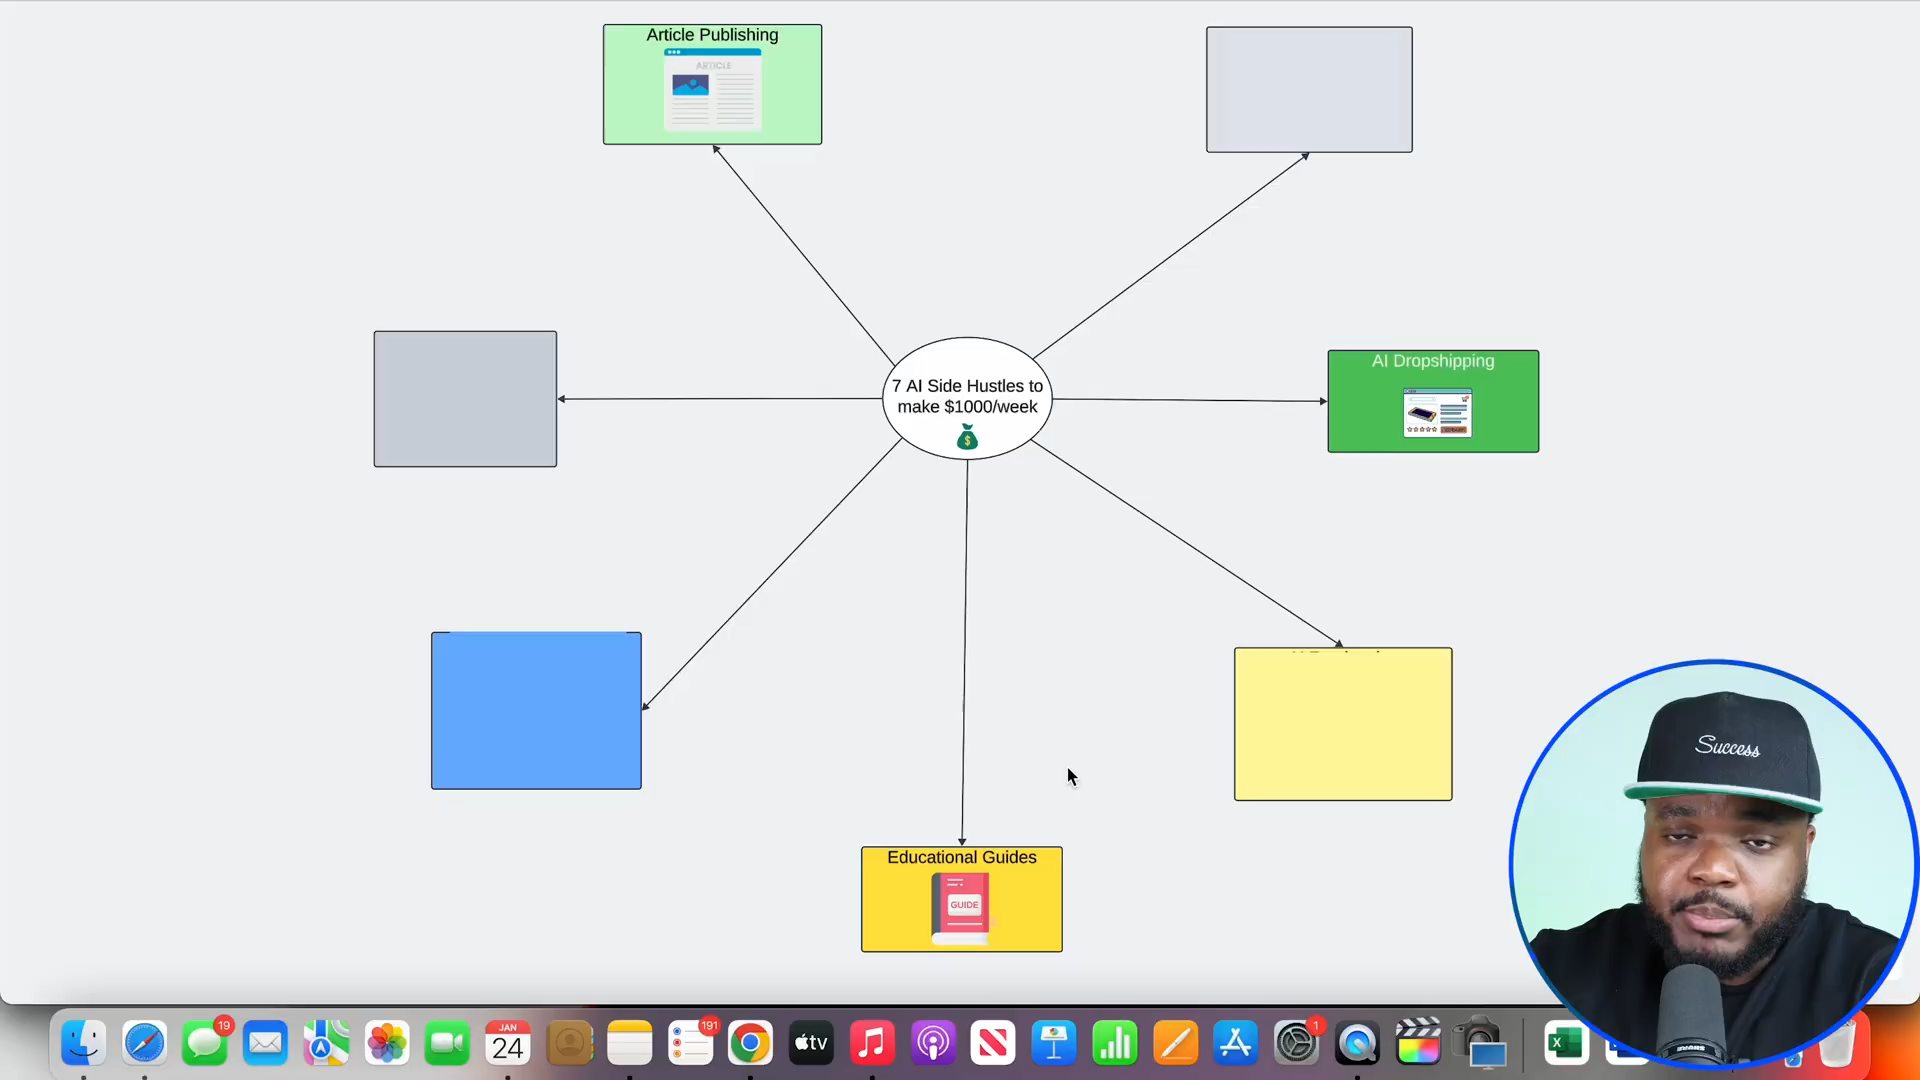 Article Publishing
ARTICLE
7 AI Side Hustles to
make $1000/week
$
AI Dropshipping
Educational Guides
GUIDE
Success
19
JAN
24
191
tv
1
X